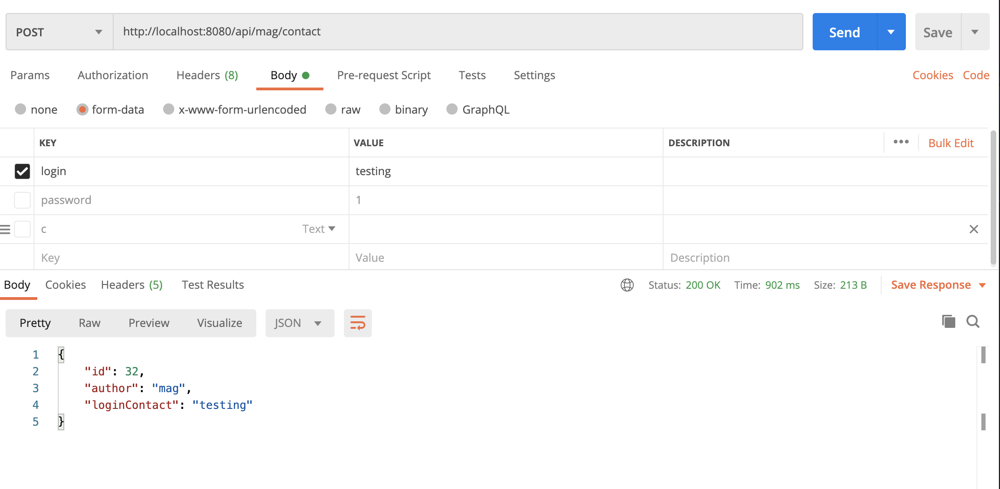 POST http://localhost:8080/api/mag/contact Send Save
Params Authorization Headers (8) Body Pre-request Script Tests Settings Cookies Code
none form-data x-www-form-urlencoded raw binary GraphQL
KEY VALUE DESCRIPTION ••• Bulk Edit
login testing
password 1
c Text
Key Value Description
Body Cookies Headers (5) Test Results Status: 200 OK Time: 902 ms Size: 213 B Save Response
Pretty Raw Preview Visualize JSON
1 {
2 "id": 32,
3 "author": "mag",
4 "loginContact": "testing"
5 }